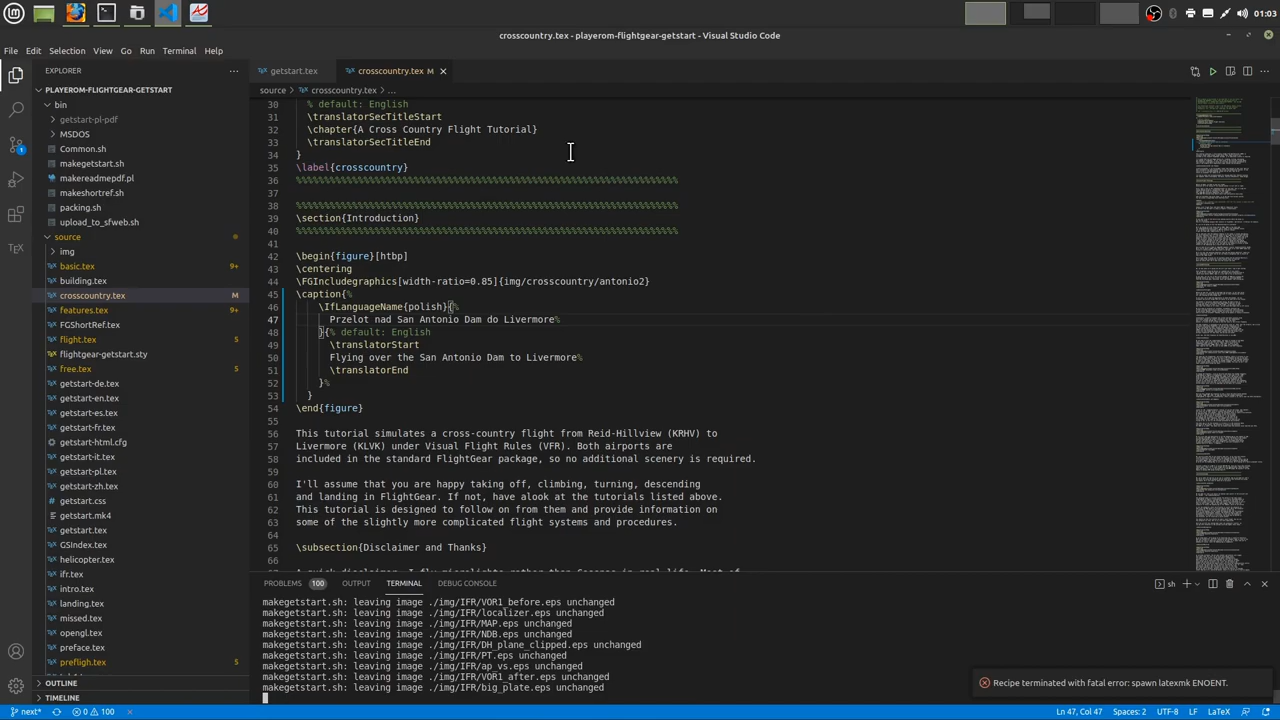 01:03
crosscountry.tex - playerom-flightgear-getstart - Visual Studio Code
File Edit Selection View Go Run Terminal Help
EXPLORER
getstart.tex
crosscountry.tex M
source > crosscountry.tex > ...
PLAYEROM-FLIGHTGEAR-GETSTART
bin
getstart-pl-pdf
MSDOS
Common.sh
makegetstart.sh
makereadmepdf.pl
makeshortref.sh
packing.sh
upload_to_sfweb.sh
source
img
basic.tex 9+
building.tex
crosscountry.tex M
features.tex 9+
FGShortRef.tex
flight.tex 5
flightgear-getstart.sty
free.tex 5
getstart-de.tex
getstart-en.tex
getstart-es.tex
getstart-fr.tex
getstart-html.cfg
getstart-it.tex
getstart-pl.tex
getstart-zh.tex
getstart.css
getstart.mk4
getstart.tex
GSIndex.tex
helicopter.tex
ifr.tex
intro.tex
landing.tex
missed.tex
opengl.tex
preface.tex
prefligh.tex 5
OUTLINE
TIMELINE
30 % default: English
31 \translatorSecTitleStart
32 \chapter{A Cross Country Flight Tutorial}
33 \translatorSecTitleEnd
34 }
35 \label{crosscountry}
36 %%%%%%%%%%%%%%%%%%%%%%%%%%%%%%%%%%%%%%%%%%%%%%%%%%%%%%%%%%%%%%%%%%%%
37
38 %%%%%%%%%%%%%%%%%%%%%%%%%%%%%%%%%%%%%%%%%%%%%%%%%%%%%%%%%%%%%%%%%%%%
39 \section{Introduction}
40 %%%%%%%%%%%%%%%%%%%%%%%%%%%%%%%%%%%%%%%%%%%%%%%%%%%%%%%%%%%%%%%%%%%%
41
42 \begin{figure}[htbp]
43 \centering
44 \FGIncludegraphics[width-ratio=0.85]{img/crosscountry/antonio2}
45 \caption{%
46 \IfLanguageName{polish}{%
47 Przelot nad San Antonio Dam do Livermore%
48 }{% default: English
49 \translatorStart
50 Flying over the San Antonio Dam to Livermore%
51 \translatorEnd
52 }%
53 }
54 \end{figure}
55
56 This tutorial simulates a cross-country flight from Reid-Hillview (KRHV) to
57 Livermore (KLVK) under Visual Flight Rules (VFR). Both airports are
58 included in the standard FlightGear package, so no additional scenery is required.
59
60 I'll assume that you are happy taking off, climbing, turning, descending
61 and landing in FlightGear. If not, have alook at the tutorials listed above.
62 This tutorial is designed to follow on from them and provide information on
63 some of the slightly more complicated flight systems and procedures.
64
65 \subsection{Disclaimer and Thanks}
66
PROBLEMS 100 OUTPUT TERMINAL DEBUG CONSOLE
sh
makegetstart.sh: leaving image ./img/IFR/VOR1_before.eps unchanged
makegetstart.sh: leaving image ./img/IFR/localizer.eps unchanged
makegetstart.sh: leaving image ./img/IFR/MAP.eps unchanged
makegetstart.sh: leaving image ./img/IFR/NDB.eps unchanged
makegetstart.sh: leaving image ./img/IFR/DH_plane_clipped.eps unchanged
makegetstart.sh: leaving image ./img/IFR/PT.eps unchanged
makegetstart.sh: leaving image ./img/IFR/ap_vs.eps unchanged
makegetstart.sh: leaving image ./img/IFR/VOR1_after.eps unchanged
makegetstart.sh: leaving image ./img/IFR/big_plate.eps unchanged
Recipe terminated with fatal error: spawn latexmk ENOENT.
next* 0 100
Ln 47, Col 47 Spaces: 2 UTF-8 LF LaTeX